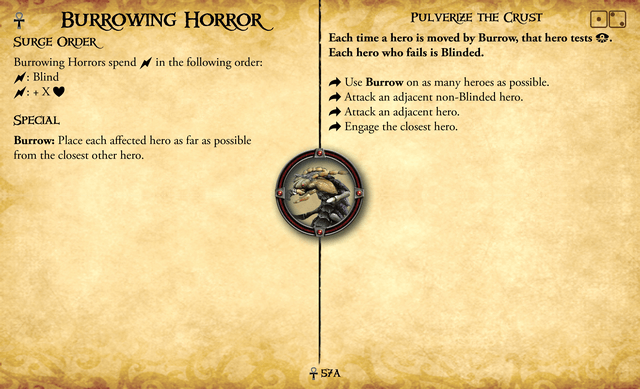 Burrowing Horror
Surge Order
Burrowing Horrors spend in the following order:
: Blind
: + X
Special
Burrow: Place each affected hero as far as possible
from the closest other hero.
Pulverize the Crust
Each time a hero is moved by Burrow, that hero tests .
Each hero who fails is Blinded.
Use Burrow on as many heroes as possible.
Attack an adjacent non-Blinded hero.
Attack an adjacent hero.
Engage the closest hero.
57A